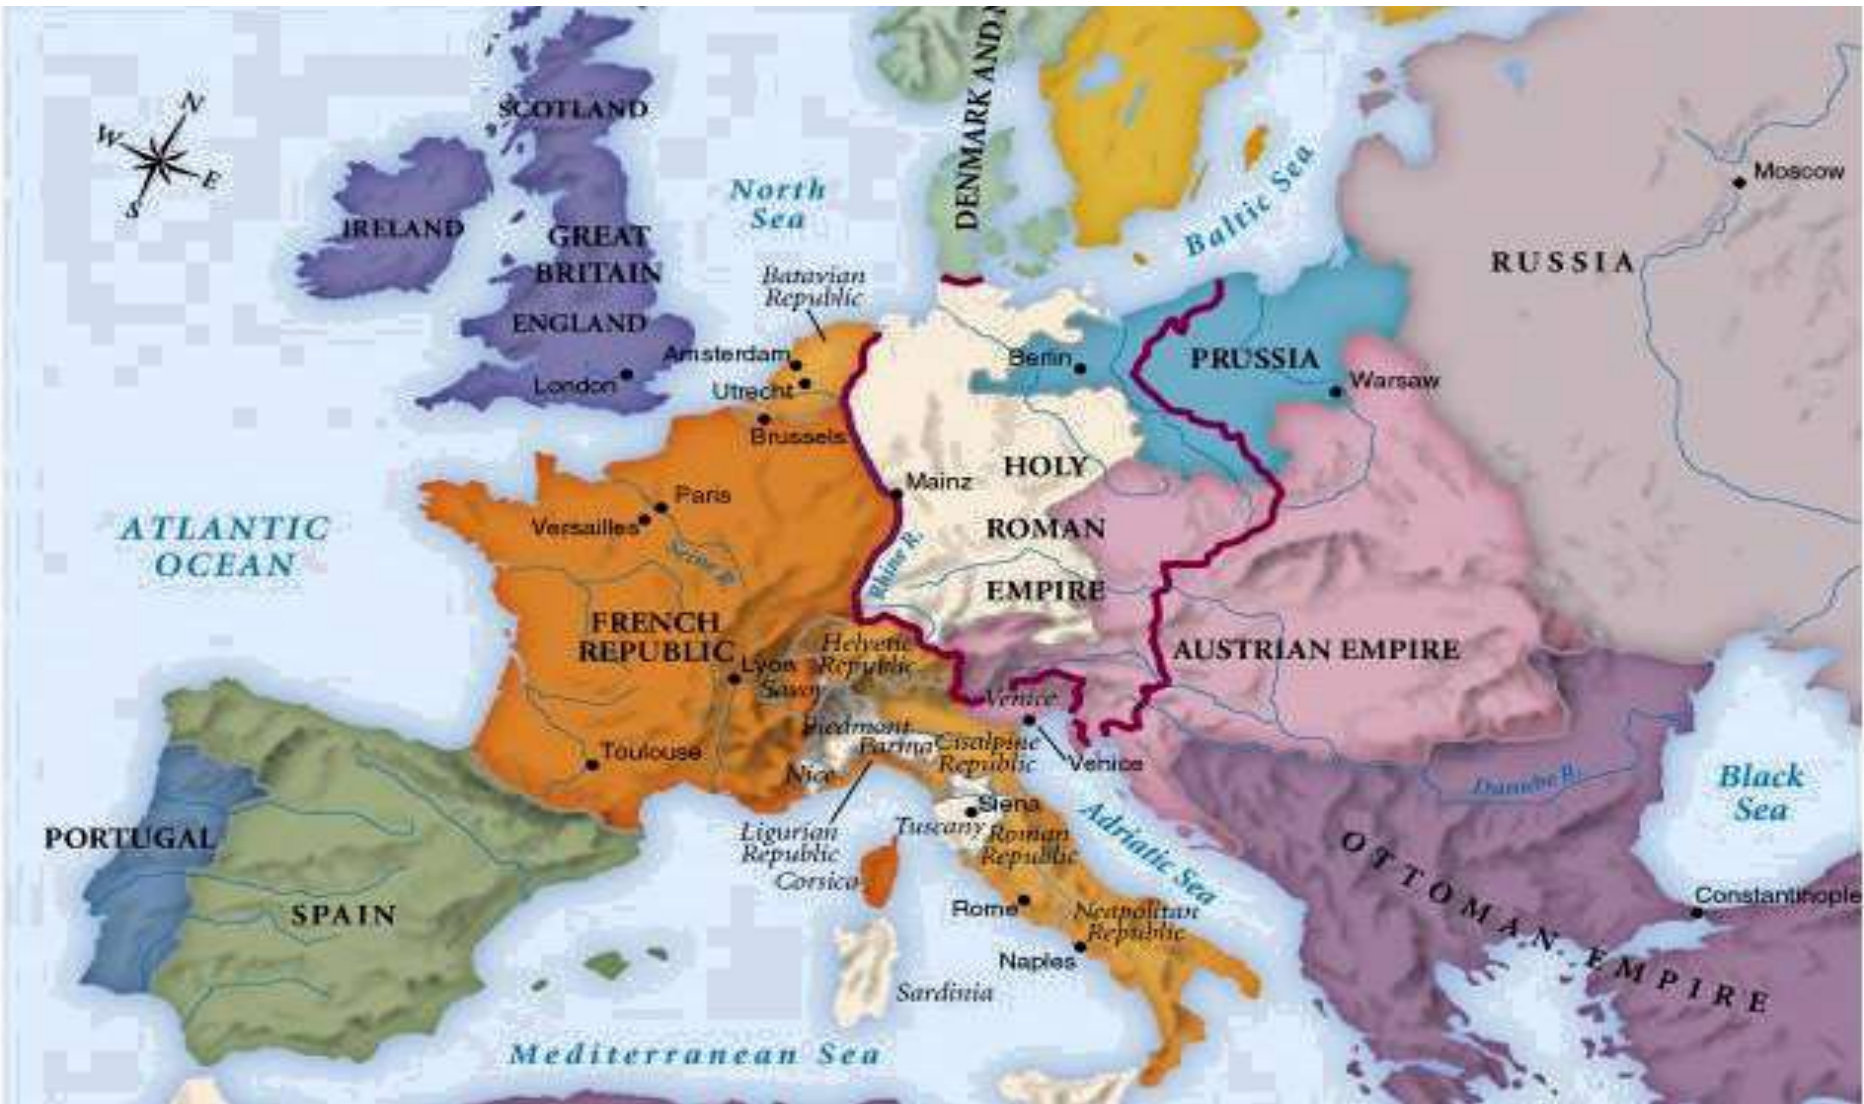 N
W
E
S
SCOTLAND
IRELAND
GREAT
BRITAIN
ENGLAND
London
North
Sea
DENMARK AND
Baltic Sea
Moscow
RUSSIA
Batavian
Republic
Amsterdam
Utrecht
Brussels
Berlin
PRUSSIA
Warsaw
ATLANTIC
OCEAN
Paris
Versailles
Seine R.
Mainz
Rhine R.
HOLY
ROMAN
EMPIRE
FRENCH
REPUBLIC
Lyon
Savoy
Helvetic
Republic
AUSTRIAN EMPIRE
Toulouse
Piedmont
Parma
Nice
Cisalpine
Republic
Venice
Venice
Danube R.
Black
Sea
PORTUGAL
SPAIN
Ligurian
Republic
Corsica
Siena
Tuscany
Roman
Republic
Adriatic Sea
OTTOMAN EMPIRE
Constantinople
Rome
Neapolitan
Republic
Naples
Sardinia
Mediterranean Sea